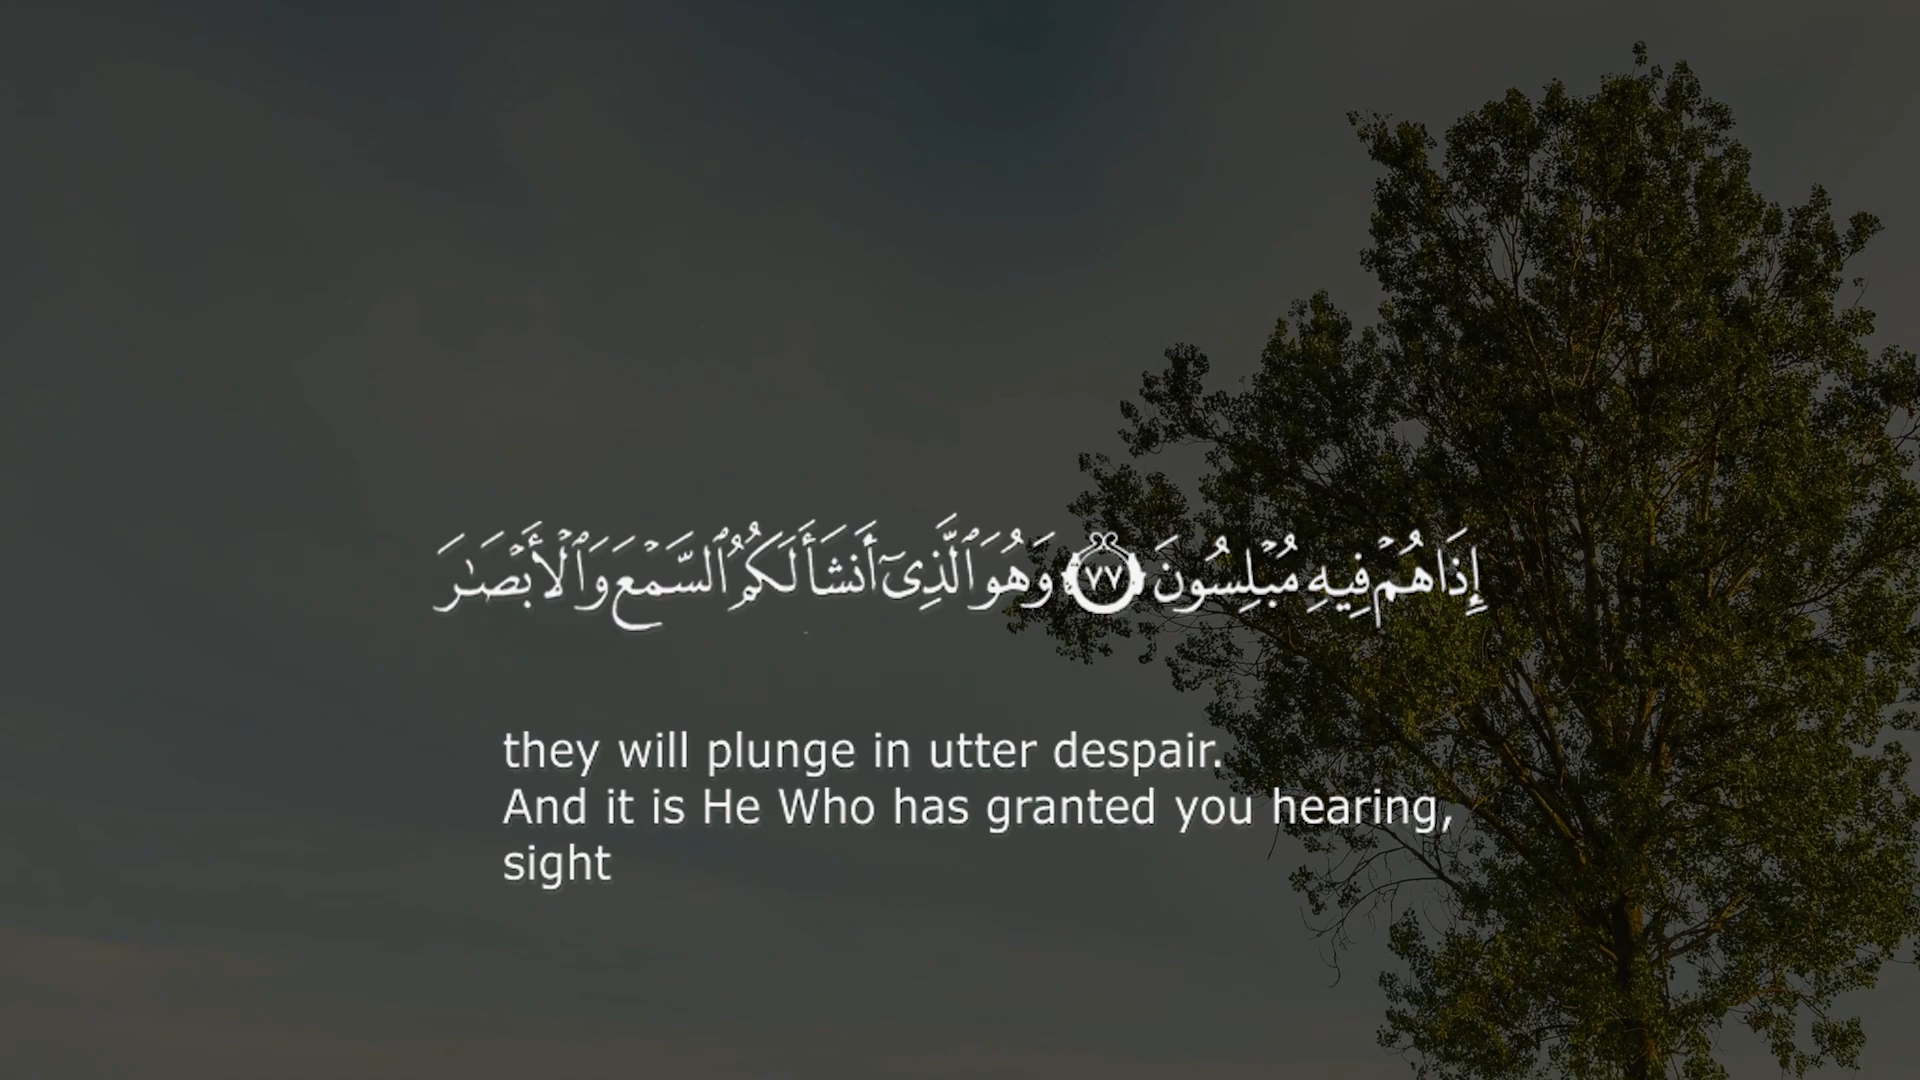 إِذَا هُمۡ فِيهِ مُبۡلِسُونَ ٧٧ وَهُوَ ٱلَّذِىٓ أَنشَأَ لَكُمُ ٱلسَّمۡعَ وَٱلۡأَبۡصَـٰرَ
they will plunge in utter despair.
And it is He Who has granted you hearing,
sight